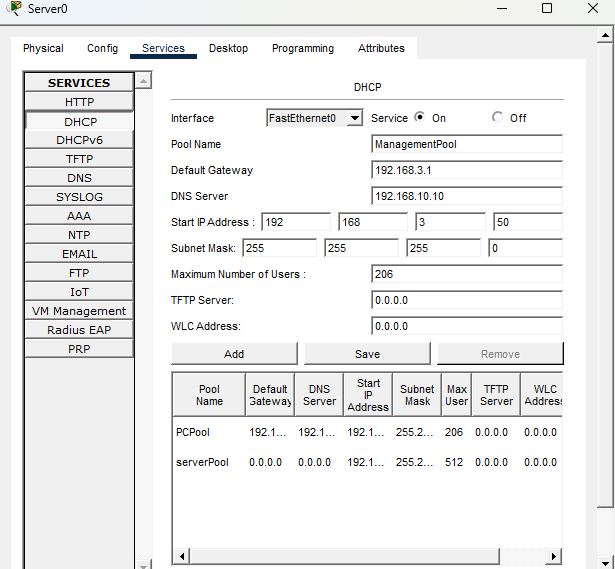 Server0
Physical Config Services Desktop Programming Attributes
SERVICES
HTTP
DHCP
DHCPv6
TFTP
DNS
SYSLOG
AAA
NTP
EMAIL
FTP
IoT
VM Management
Radius EAP
PRP
DHCP
Interface FastEthernet0 Service On Off
Pool Name ManagementPool
Default Gateway 192.168.3.1
DNS Server 192.168.10.10
Start IP Address : 192 168 3 50
Subnet Mask: 255 255 255 0
Maximum Number of Users : 206
TFTP Server: 0.0.0.0
WLC Address: 0.0.0.0
Add Save Remove
Pool Name Default Gateway DNS Server Start IP Address Subnet Mask Max User TFTP Server WLC Address
PCPool 192.1... 192.1... 192.1... 255.2... 206 0.0.0.0 0.0.0.0
serverPool 0.0.0.0 0.0.0.0 192.1... 255.2... 512 0.0.0.0 0.0.0.0